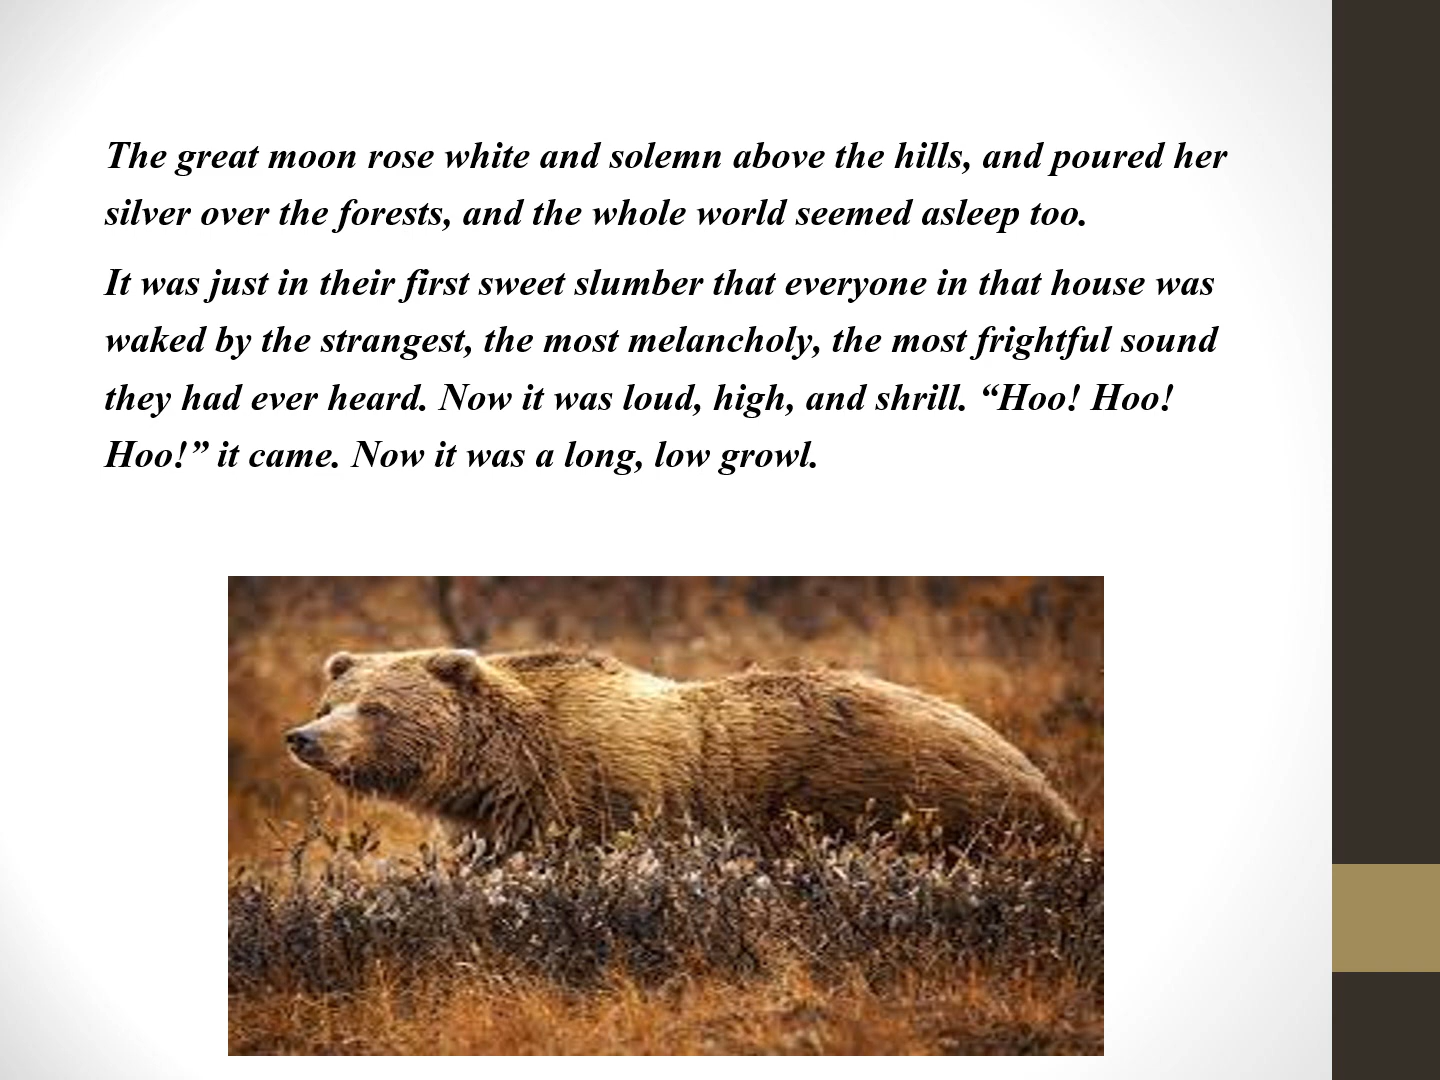 The great moon rose white and solemn above the hills, and poured her
silver over the forests, and the whole world seemed asleep too.
It was just in their first sweet slumber that everyone in that house was
waked by the strangest, the most melancholy, the most frightful sound
they had ever heard. Now it was loud, high, and shrill. “Hoo! Hoo!
Hoo!” it came. Now it was a long, low growl.